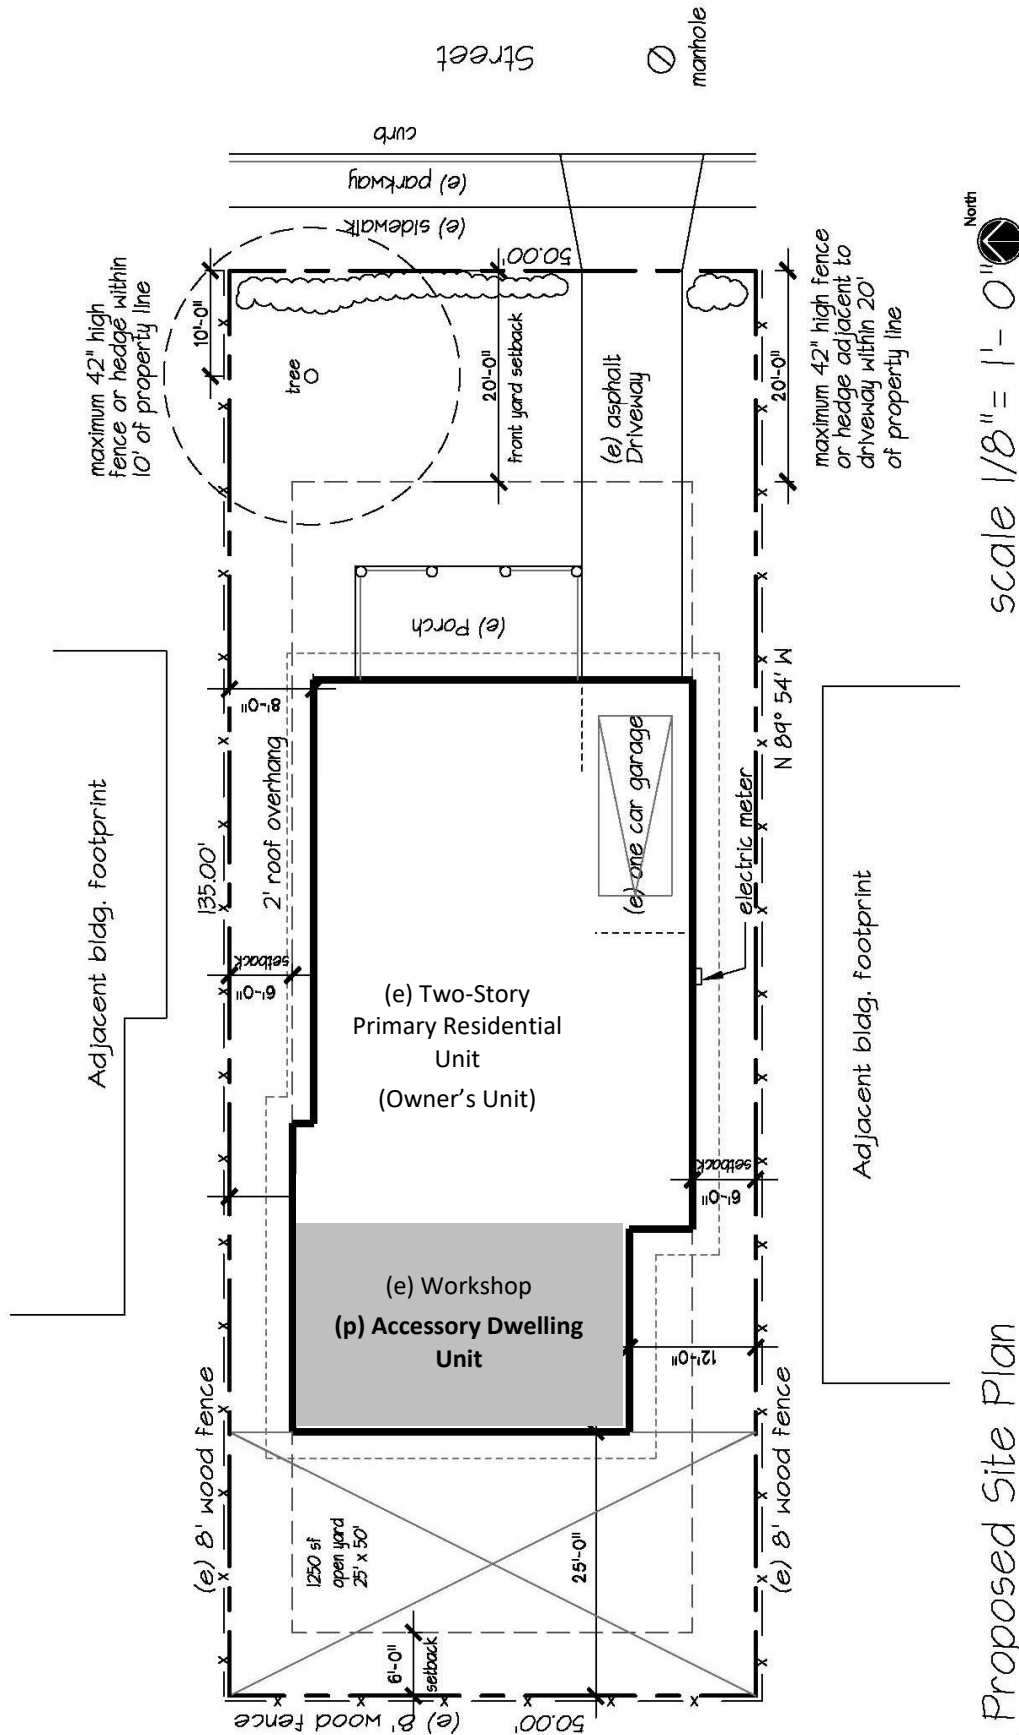 Street
manhole
curb
(e) parkway
(e) sidewalk
50.00'
North
maximum 42" high
fence or hedge within
10' of property line
10'-0"
tree
20'-0"
front yard setback
(e) asphalt
Driveway
20'-0"
maximum 42" high fence
or hedge adjacent to
driveway within 20'
of property line
scale 1/8" = 1'- 0"
(e) Porch
8'-0"
2' roof overhang
135.00'
Adjacent bldg. footprint
(e) one car garage
N 89° 54' W
electric meter
6'-0"
setback
(e) Two-Story
Primary Residential
Unit
(Owner's Unit)
Adjacent bldg. footprint
6'-0"
setback
(e) Workshop
(p) Accessory Dwelling
Unit
12'-0"
(e) 8' wood fence
(e) 8' wood fence
1250 sf
open yard
25' x 50'
25'-0"
6'-0"
setback
(e) 8' wood fence
50.00'
Proposed Site Plan